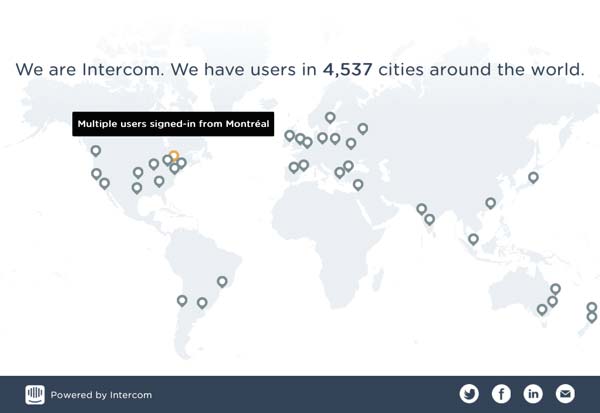 We are Intercom. We have users in 4,537 cities around the world.
Multiple users signed-in from Montréal
Powered by Intercom